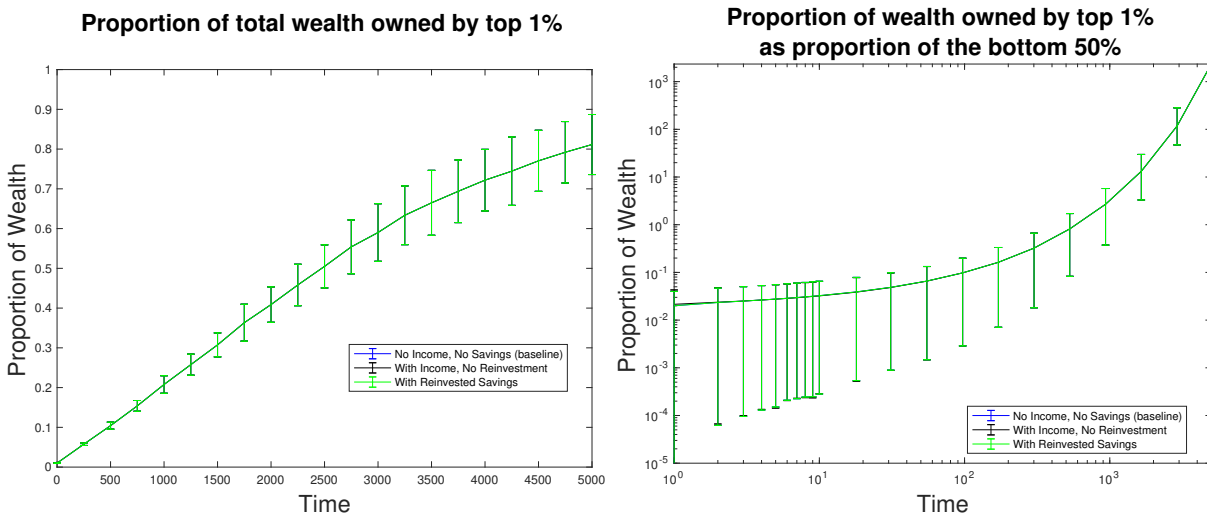 Proportion of total wealth owned by top 1%
Proportion of Wealth
1
0.9
0.8
0.7
0.6
0.5
0.4
0.3
0.2
0.1
0
0 500 1000 1500 2000 2500 3000 3500 4000 4500 5000
Time
No Income, No Savings (baseline)
With Income, No Reinvestment
With Reinvested Savings
Proportion of wealth owned by top 1%
as proportion of the bottom 50%
Proportion of Wealth
10³
10²
10¹
10⁰
10⁻¹
10⁻²
10⁻³
10⁻⁴
10⁻⁵
10⁰ 10¹ 10² 10³
Time
No Income, No Savings (baseline)
With Income, No Reinvestment
With Reinvested Savings